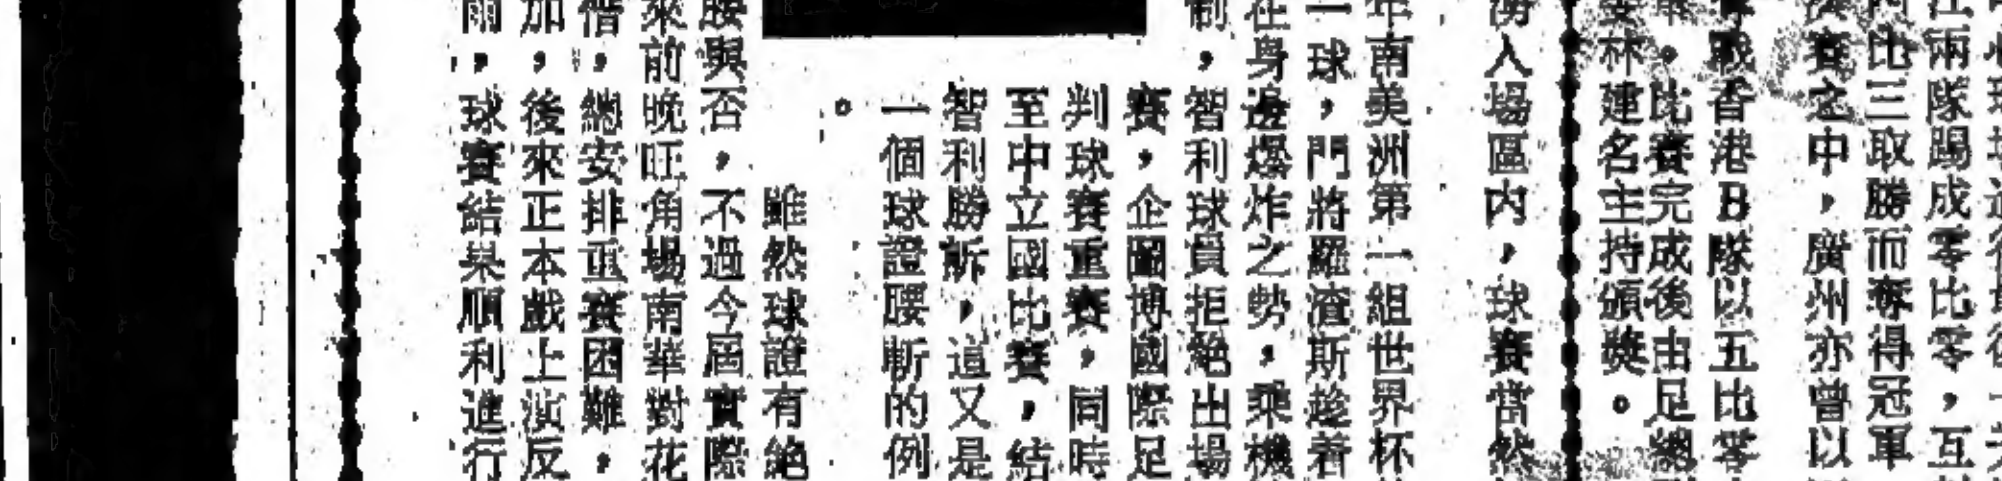 兩隊踢成零比零，互
比三取勝而奪得冠軍
賽之中，廣州亦曾以
戰香港B隊以五比零
。比賽完成後由足總
杯建名主持頒獎。
湧入場區內，球賽當然
年南美洲第一組世界杯
一球，門將羅渣斯趁着
在身邊爆炸之勢，乘機
制，智利球員拒絕出場
賽，企圖博國際足
判球賽重賽，同時
至中立國比賽，結
智利勝訴，道又是
一個球證腰斬的例
。
雖然球證有絕
腰與否，不過今屆實際
來前晚旺角場南華對花
僭，總安排重賽困難，
加，後來正本戲上演反
雨，球賽結果順利進行